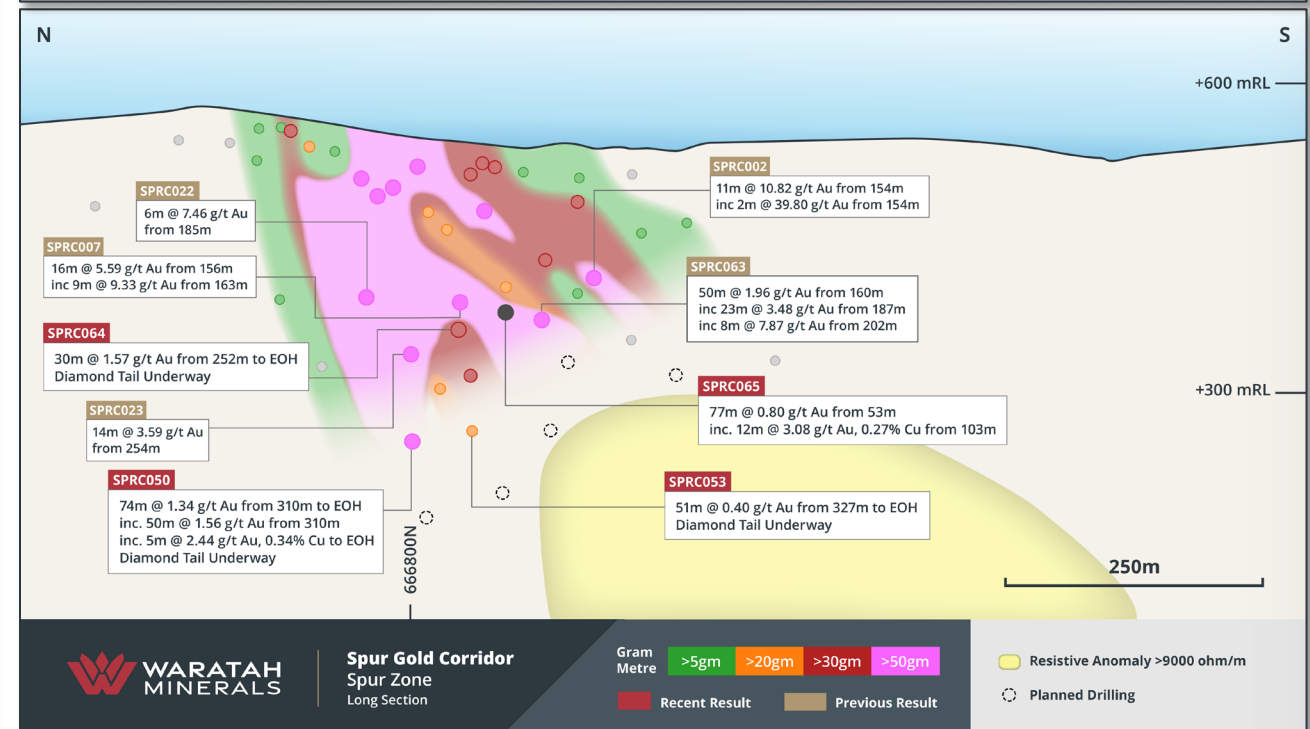 N
S
+600 mRL
SPRC002
11m @ 10.82 g/t Au from 154m
inc 2m @ 39.80 g/t Au from 154m
SPRC022
6m @ 7.46 g/t Au
from 185m
SPRC007
16m @ 5.59 g/t Au from 156m
inc 9m @ 9.33 g/t Au from 163m
SPRC063
50m @ 1.96 g/t Au from 160m
inc 23m @ 3.48 g/t Au from 187m
inc 8m @ 7.87 g/t Au from 202m
SPRC064
30m @ 1.57 g/t Au from 252m to EOH
Diamond Tail Underway
+300 mRL
SPRC065
77m @ 0.80 g/t Au from 53m
inc. 12m @ 3.08 g/t Au, 0.27% Cu from 103m
SPRC023
14m @ 3.59 g/t Au
from 254m
SPRC050
74m @ 1.34 g/t Au from 310m to EOH
inc. 50m @ 1.56 g/t Au from 310m
inc. 5m @ 2.44 g/t Au, 0.34% Cu to EOH
Diamond Tail Underway
SPRC053
51m @ 0.40 g/t Au from 327m to EOH
Diamond Tail Underway
666800N
250m
WARATAH
MINERALS
Spur Gold Corridor
Spur Zone
Long Section
Gram
Metre
>5gm >20gm >30gm >50gm
Recent Result
Previous Result
Resistive Anomaly >9000 ohm/m
Planned Drilling